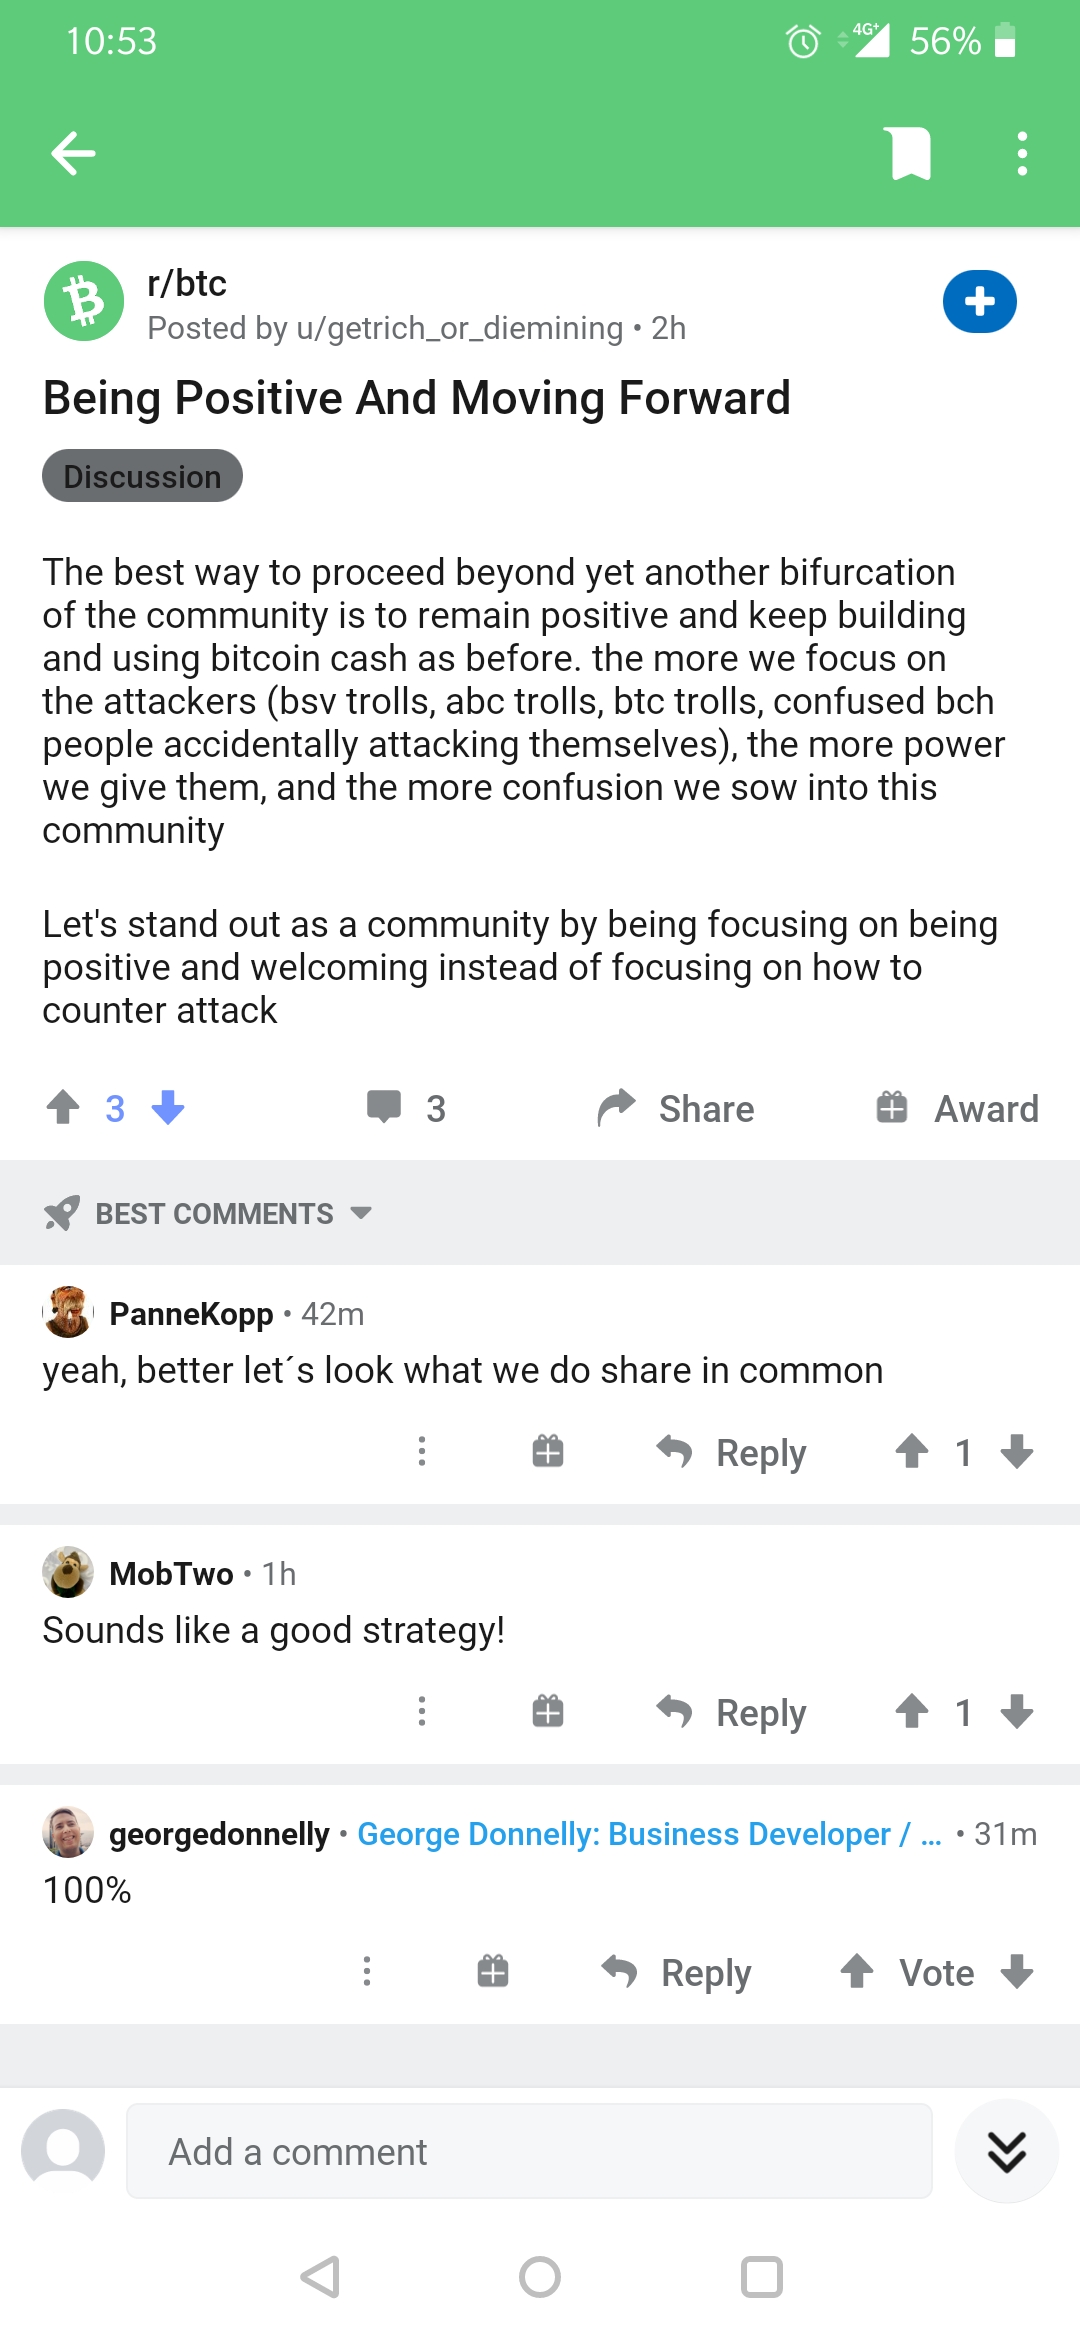 10:53
4G+ 56%
r/btc
Posted by u/getrich_or_diemining • 2h
Being Positive And Moving Forward
Discussion
The best way to proceed beyond yet another bifurcation
of the community is to remain positive and keep building
and using bitcoin cash as before. the more we focus on
the attackers (bsv trolls, abc trolls, btc trolls, confused bch
people accidentally attacking themselves), the more power
we give them, and the more confusion we sow into this
community
Let's stand out as a community by being focusing on being
positive and welcoming instead of focusing on how to
counter attack
3 3 Share Award
BEST COMMENTS
PanneKopp • 42m
yeah, better let´s look what we do share in common
Reply 1
MobTwo • 1h
Sounds like a good strategy!
Reply 1
georgedonnelly • George Donnelly: Business Developer / ... • 31m
100%
Reply Vote
Add a comment